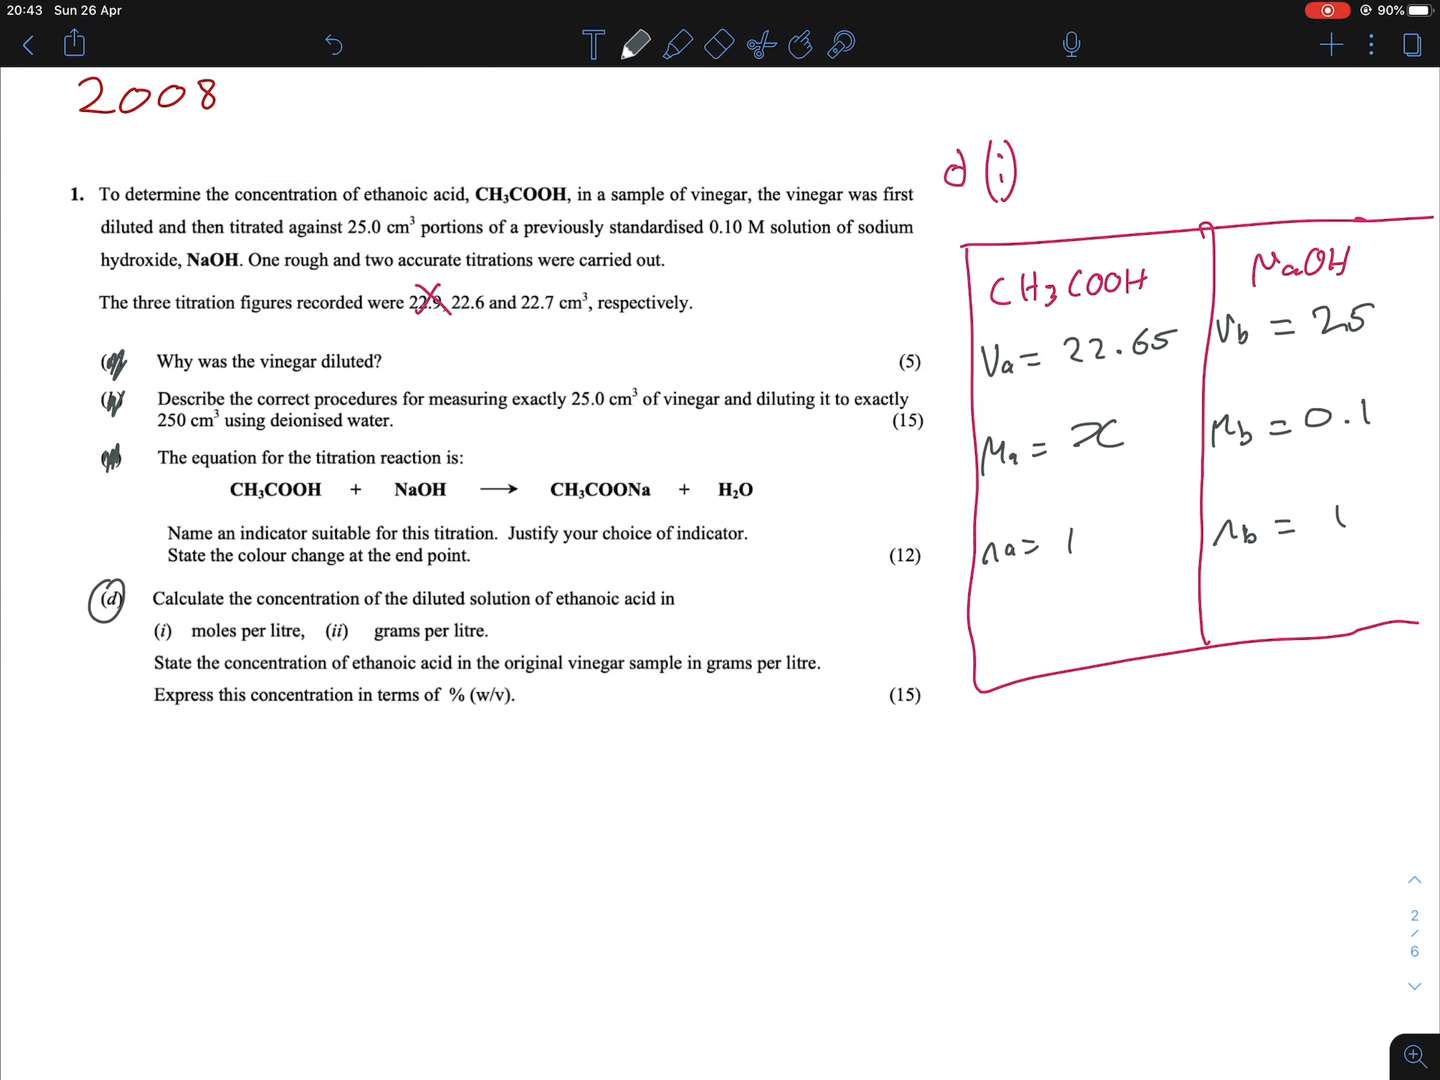 20:43 Sun 26 Apr
90%
T
2008
d (i)
1. To determine the concentration of ethanoic acid, CH₃COOH, in a sample of vinegar, the vinegar was first
diluted and then titrated against 25.0 cm³ portions of a previously standardised 0.10 M solution of sodium
hydroxide, NaOH. One rough and two accurate titrations were carried out.
The three titration figures recorded were 22.9, 22.6 and 22.7 cm³, respectively.
(a) Why was the vinegar diluted? (5)
(b) Describe the correct procedures for measuring exactly 25.0 cm³ of vinegar and diluting it to exactly
250 cm³ using deionised water. (15)
The equation for the titration reaction is:
CH₃COOH + NaOH ⟶ CH₃COONa + H₂O
Name an indicator suitable for this titration. Justify your choice of indicator.
State the colour change at the end point. (12)
(d) Calculate the concentration of the diluted solution of ethanoic acid in
(i) moles per litre, (ii) grams per litre.
State the concentration of ethanoic acid in the original vinegar sample in grams per litre.
Express this concentration in terms of % (w/v). (15)
CH3COOH NaOH
Va = 22.65 Vb = 25
Ma = x Mb = 0.1
na = 1 nb = 1
2
/
6